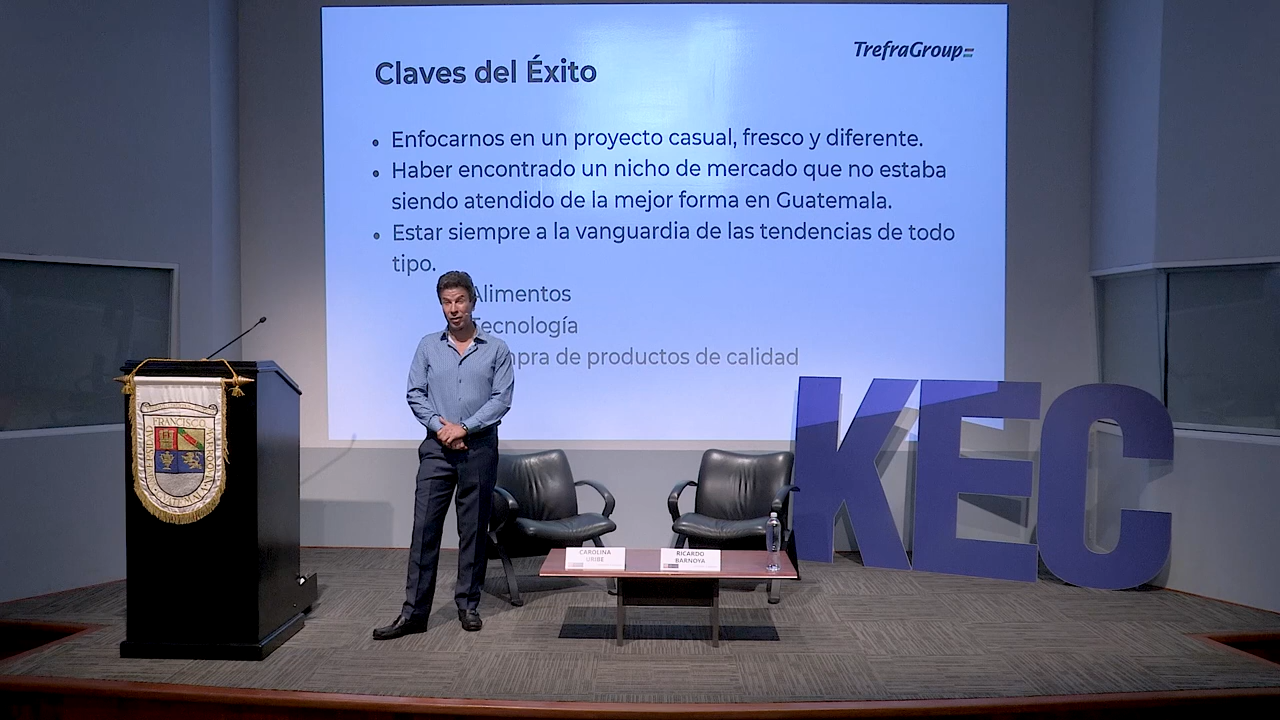 TrefraGroup
Claves del Éxito
Enfocarnos en un proyecto casual, fresco y diferente.
Haber encontrado un nicho de mercado que no estaba
siendo atendido de la mejor forma en Guatemala.
Estar siempre a la vanguardia de las tendencias de todo
tipo.
Alimentos
Tecnología
mpra de productos de calidad
KEC
FRANCISCO
CAROLINA
URIBE
RICARDO
BARNOYA